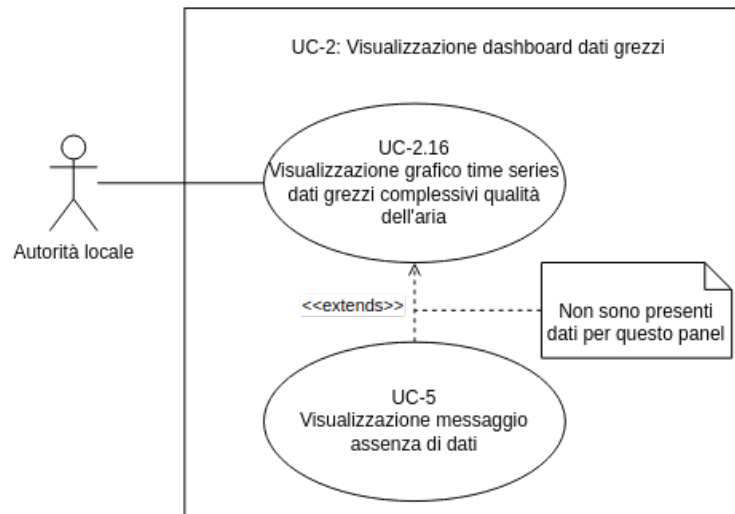 UC-2: Visualizzazione dashboard dati grezzi
UC-2.16
Visualizzazione grafico time series
dati grezzi complessivi qualità
dell'aria
Autorità locale
<<extends>>
Non sono presenti
dati per questo panel
UC-5
Visualizzazione messaggio
assenza di dati